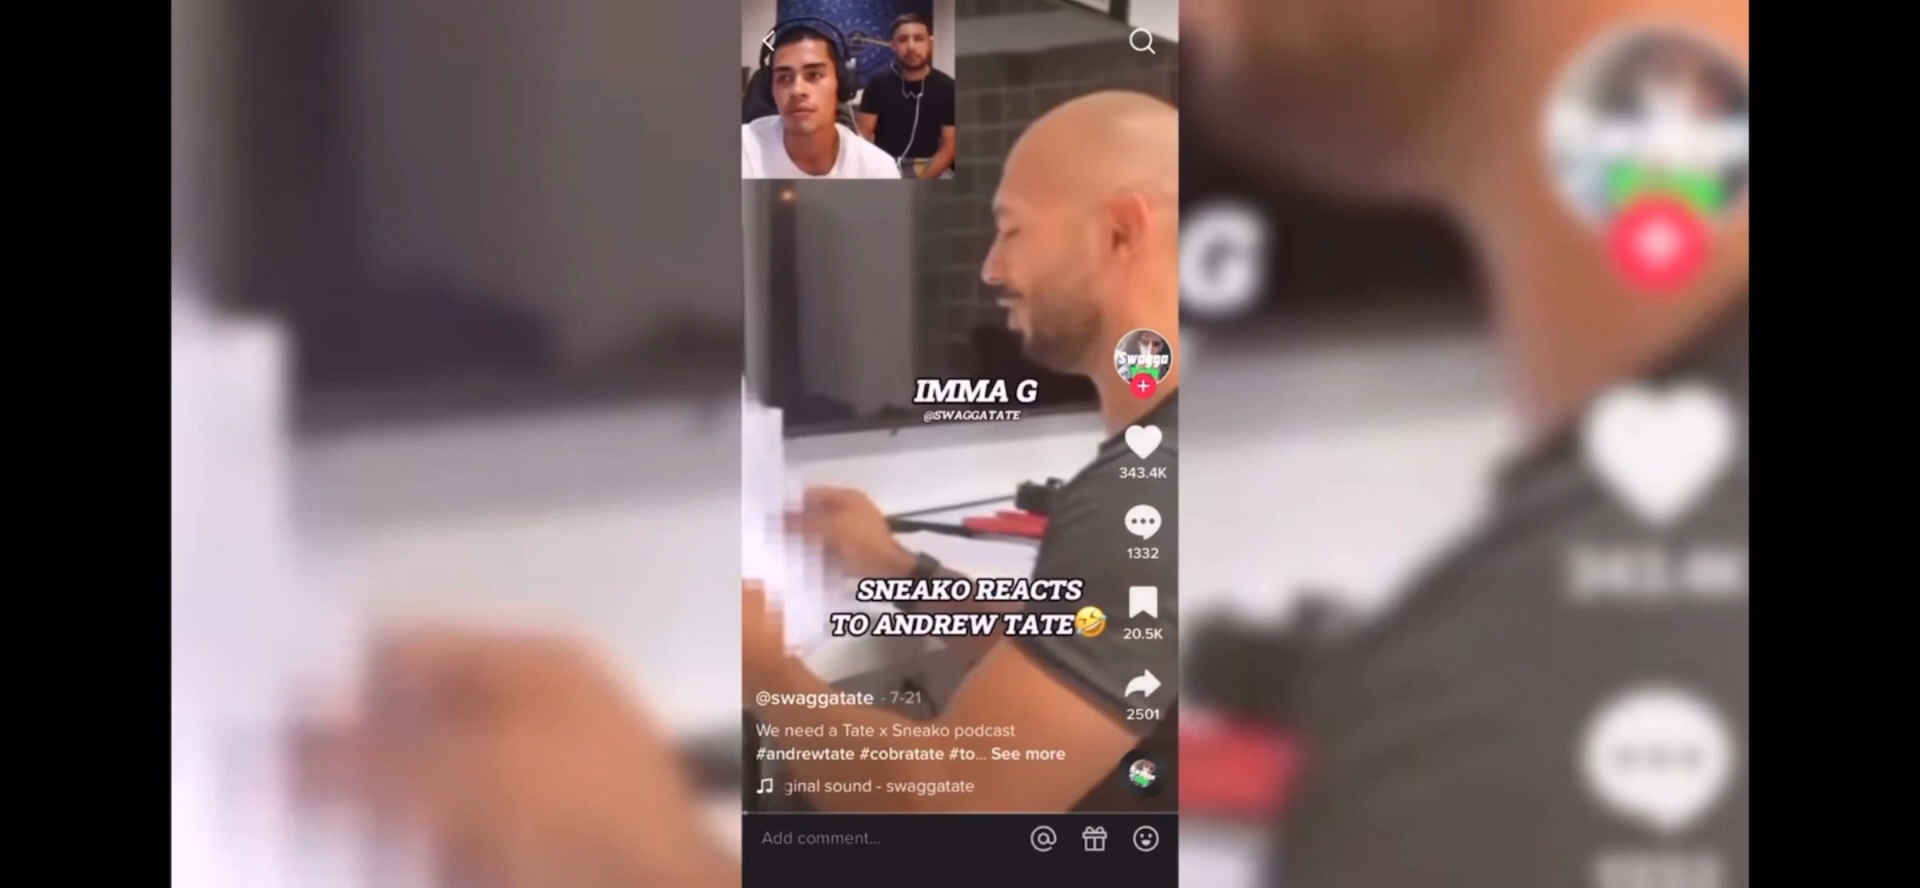 IMMA G
@SWAGGATATE
Swagga
343.4K
1332
SNEAKO REACTS
TO ANDREW TATE🤣
20.5K
2501
@swaggatate · 7-21
We need a Tate x Sneako podcast
#andrewtate #cobratate #to... See more
ginal sound - swaggatate
Add comment...
G